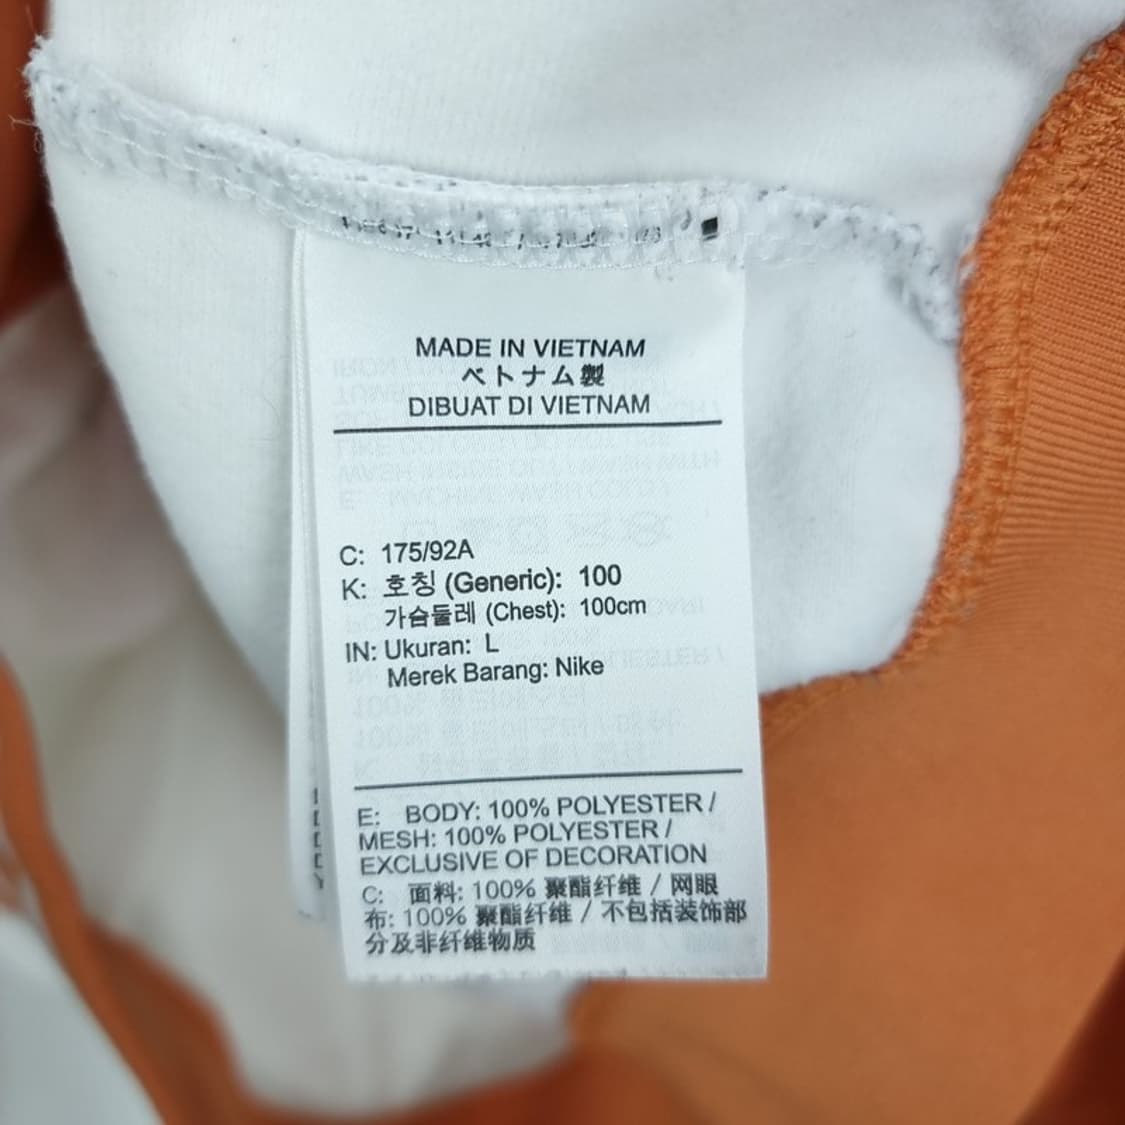 MADE IN VIETNAM
ベトナム製
DIBUAT DI VIETNAM
C: 175/92A
K: 호칭 (Generic): 100
가슴둘레 (Chest): 100cm
IN: Ukuran: L
Merek Barang: Nike
E: BODY: 100% POLYESTER /
MESH: 100% POLYESTER /
EXCLUSIVE OF DECORATION
C: 面料: 100% 聚酯纤维 / 网眼
布: 100% 聚酯纤维 / 不包括装饰部
分及非纤维物质